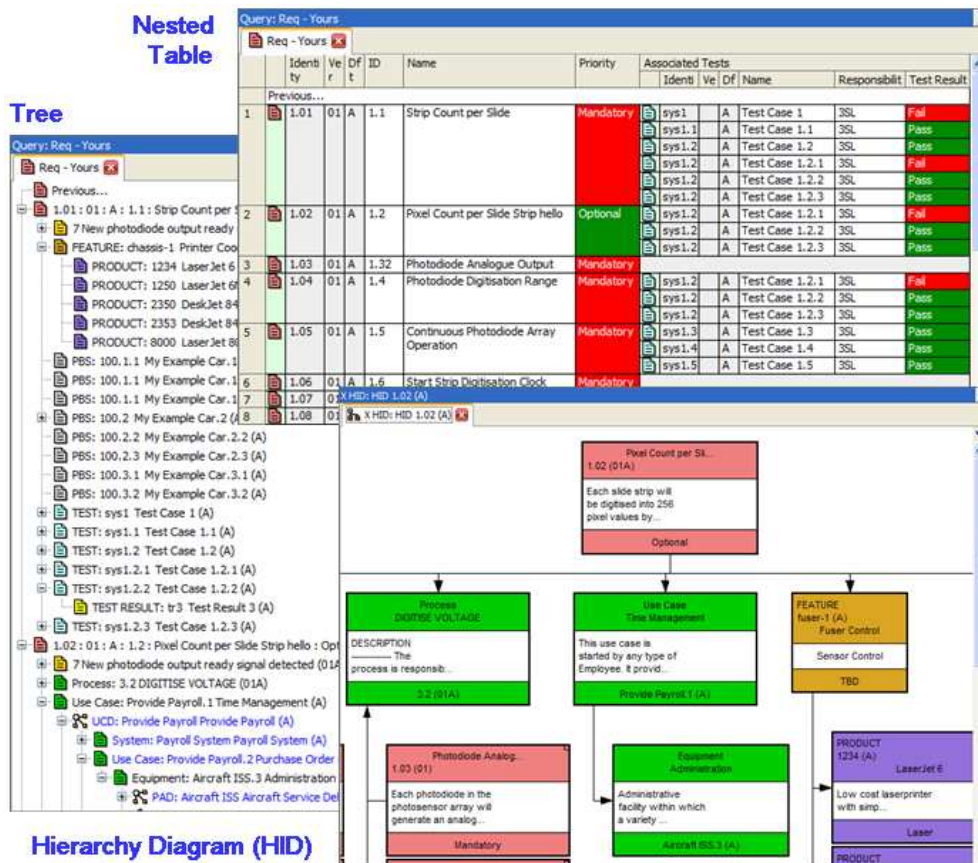 Nested
Table
Query: Req - Yours
Req - Yours
Identi
ty
Ve
r
Df
t
ID
Name
Priority
Associated Tests
Identi Ve Df Name Responsibilit Test Result
Previous...
1 1.01 01 A 1.1 Strip Count per Slide Mandatory sys1 A Test Case 1 3SL Fail
sys1.1 A Test Case 1.1 3SL Pass
sys1.2 A Test Case 1.2 3SL Pass
sys1.2 A Test Case 1.2.1 3SL Fail
sys1.2 A Test Case 1.2.2 3SL Pass
sys1.2 A Test Case 1.2.3 3SL Pass
2 1.02 01 A 1.2 Pixel Count per Slide Strip hello Optional sys1.2 A Test Case 1.2.1 3SL Fail
sys1.2 A Test Case 1.2.2 3SL Pass
sys1.2 A Test Case 1.2.3 3SL Pass
3 1.03 01 A 1.32 Photodiode Analogue Output Mandatory
4 1.04 01 A 1.4 Photodiode Digitisation Range Mandatory sys1.2 A Test Case 1.2.1 3SL Fail
sys1.2 A Test Case 1.2.2 3SL Pass
sys1.2 A Test Case 1.2.3 3SL Pass
5 1.05 01 A 1.5 Continuous Photodiode Array Mandatory sys1.3 A Test Case 1.3 3SL Pass
Operation sys1.4 A Test Case 1.4 3SL Pass
sys1.5 A Test Case 1.5 3SL Pass
6 1.06 01 A 1.6 Start Strip Digitisation Clock Mandatory
7 1.07
8 1.08
Tree
Query: Req - Yours
Req - Yours
Previous...
1.01 : 01 : A : 1.1 : Strip Count per
7 New photodiode output ready
FEATURE: chassis-1 Printer
PRODUCT: 1234 LaserJet 6
PRODUCT: 1250 LaserJet
PRODUCT: 2350 DeskJet 84
PRODUCT: 2353 DeskJet
PRODUCT: 8000 LaserJet
PBS: 100.1.1 My Example Car.1
PBS: 100.1.1 My Example Car.1
PBS: 100.1.1 My Example Car.1
PBS: 100.2 My Example Car.2
PBS: 100.2.2 My Example Car.2.2 (A)
PBS: 100.2.3 My Example Car.2.3 (A)
PBS: 100.3.1 My Example Car.3.1 (A)
PBS: 100.3.2 My Example Car.3.2 (A)
TEST: sys1 Test Case 1 (A)
TEST: sys1.1 Test Case 1.1 (A)
TEST: sys1.2 Test Case 1.2 (A)
TEST: sys1.2.1 Test Case 1.2.1 (A)
TEST: sys1.2.2 Test Case 1.2.2 (A)
TEST RESULT: tr3 Test Result 3 (A)
TEST: sys1.2.3 Test Case 1.2.3 (A)
1.02 : 01 : A : 1.2 : Pixel Count per Slide Strip hello : Opt
7 New photodiode output ready signal detected (01A
Process: 3.2 DIGITISE VOLTAGE (01A)
Use Case: Provide Payroll.1 Time Management (A)
UCD: Provide Payroll Provide Payroll (A)
System: Payroll System Payroll System (A)
Use Case: Provide Payroll.2 Purchase Order
Equipment: Aircraft ISS.3 Administration
PAD: Aircraft ISS Aircraft Service
X HID: HID 1.02 (A)
X HID: HID 1.02 (A)
Pixel Count per Sli...
1.02 (01A)
Each slide strip will
be digitised into 256
pixel values by...
Optional
Process
DIGITISE VOLTAGE
DESCRIPTION
----------- The
process is responsib...
3.2 (01A)
Use Case
Time Management
This use case is
started by any type of
Employee. It provid...
Provide Payroll.1 (A)
FEATURE
fuser-1 (A)
Fuser Control
Sensor Control
TBD
Photodiode Analog...
1.03 (01)
Each photodiode in the
photosensor array will
generate an analog...
Mandatory
Equipment
Administration
Administrative
facility within which
a variety ...
Aircraft ISS.3 (A)
PRODUCT
1234 (A)
LaserJet 6
Low cost laserprinter
with simp...
Laser
PRODUCT
Hierarchy Diagram (HID)